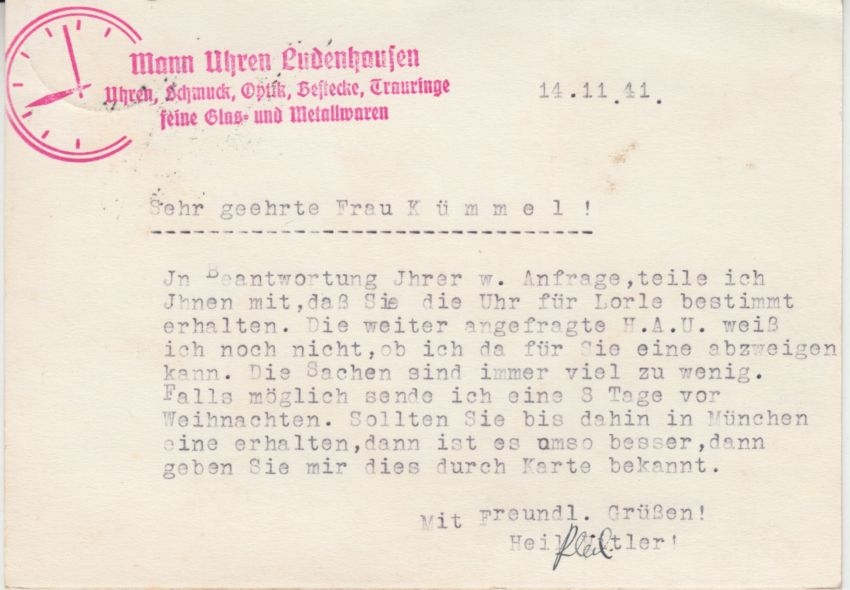 Mann Uhren Ludenhausen
Uhren, Schmuck, Optik, Bestecke, Trauringe
feine Glas- und Metallwaren
14.11.41.
Sehr geehrte Frau K ü m m e l !
Jn Beantwortung Jhrer w. Anfrage,teile ich
Jhnen mit,daß Sie die Uhr für Lorle bestimmt
erhalten. Die weiter angefragte H.A.U. weiß
ich noch nicht,ob ich da für Sie eine abzweigen
kann. Die Sachen sind immer viel zu wenig.
Falls möglich sende ich eine 8 Tage vor
Weihnachten. Sollten Sie bis dahin in München
eine erhalten,dann ist es umso besser,dann
geben Sie mir dies durch Karte bekannt.
Mit Freundl. Grüßen!
Heil Hitler!